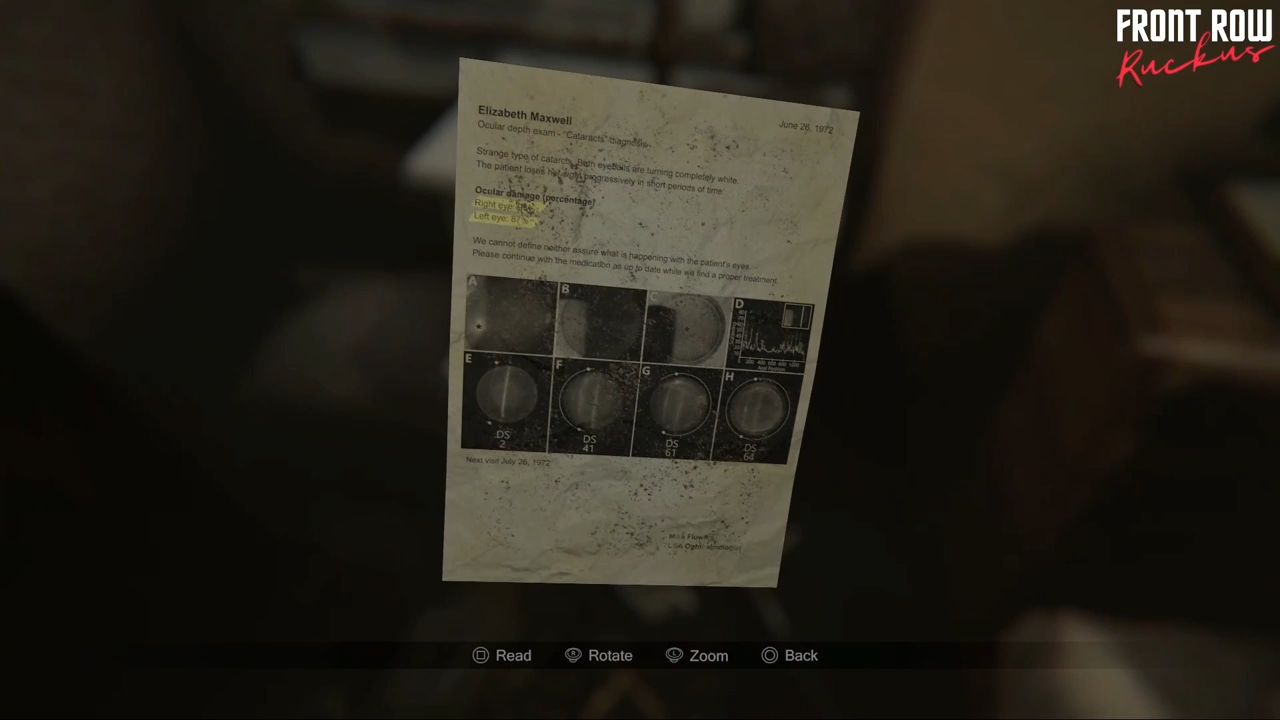 FRONT ROW
Ruckus
Elizabeth Maxwell
June 26, 1972
Ocular depth exam - "Cataracts" diagnosis.
Strange type of catarcts. Both eyeballs are turning completely white.
The patient loses her sight progressively in short periods of time.
Ocular damage (percentage)
Right eye:
Left eye: 87%
We cannot define neither assure what is happening with the patient's eyes.
Please continue with the medication as up to date while we find a proper treatment.
A
B
C
D
Axial Position
E
F
G
H
DS
2
DS
41
DS
61
DS
64
Next visit July 26, 1972
Read
Rotate
Zoom
Back